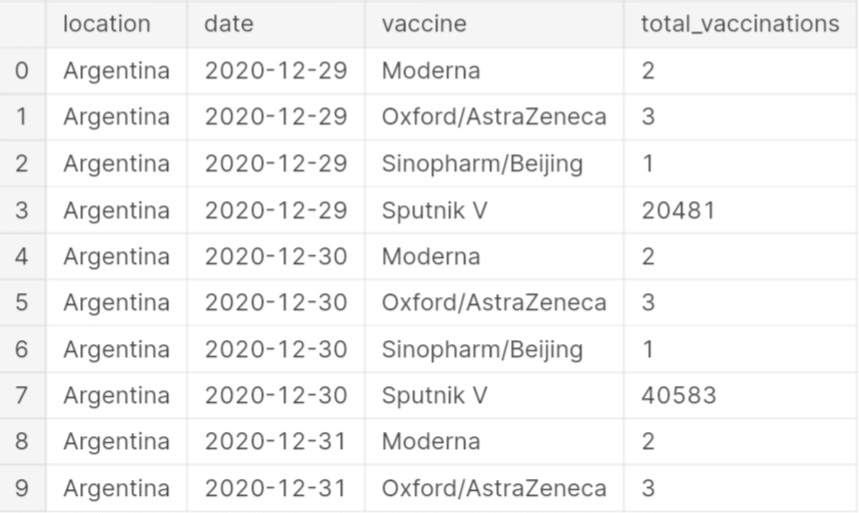 location date vaccine total_vaccinations
0 Argentina 2020-12-29 Moderna 2
1 Argentina 2020-12-29 Oxford/AstraZeneca 3
2 Argentina 2020-12-29 Sinopharm/Beijing 1
3 Argentina 2020-12-29 Sputnik V 20481
4 Argentina 2020-12-30 Moderna 2
5 Argentina 2020-12-30 Oxford/AstraZeneca 3
6 Argentina 2020-12-30 Sinopharm/Beijing 1
7 Argentina 2020-12-30 Sputnik V 40583
8 Argentina 2020-12-31 Moderna 2
9 Argentina 2020-12-31 Oxford/AstraZeneca 3